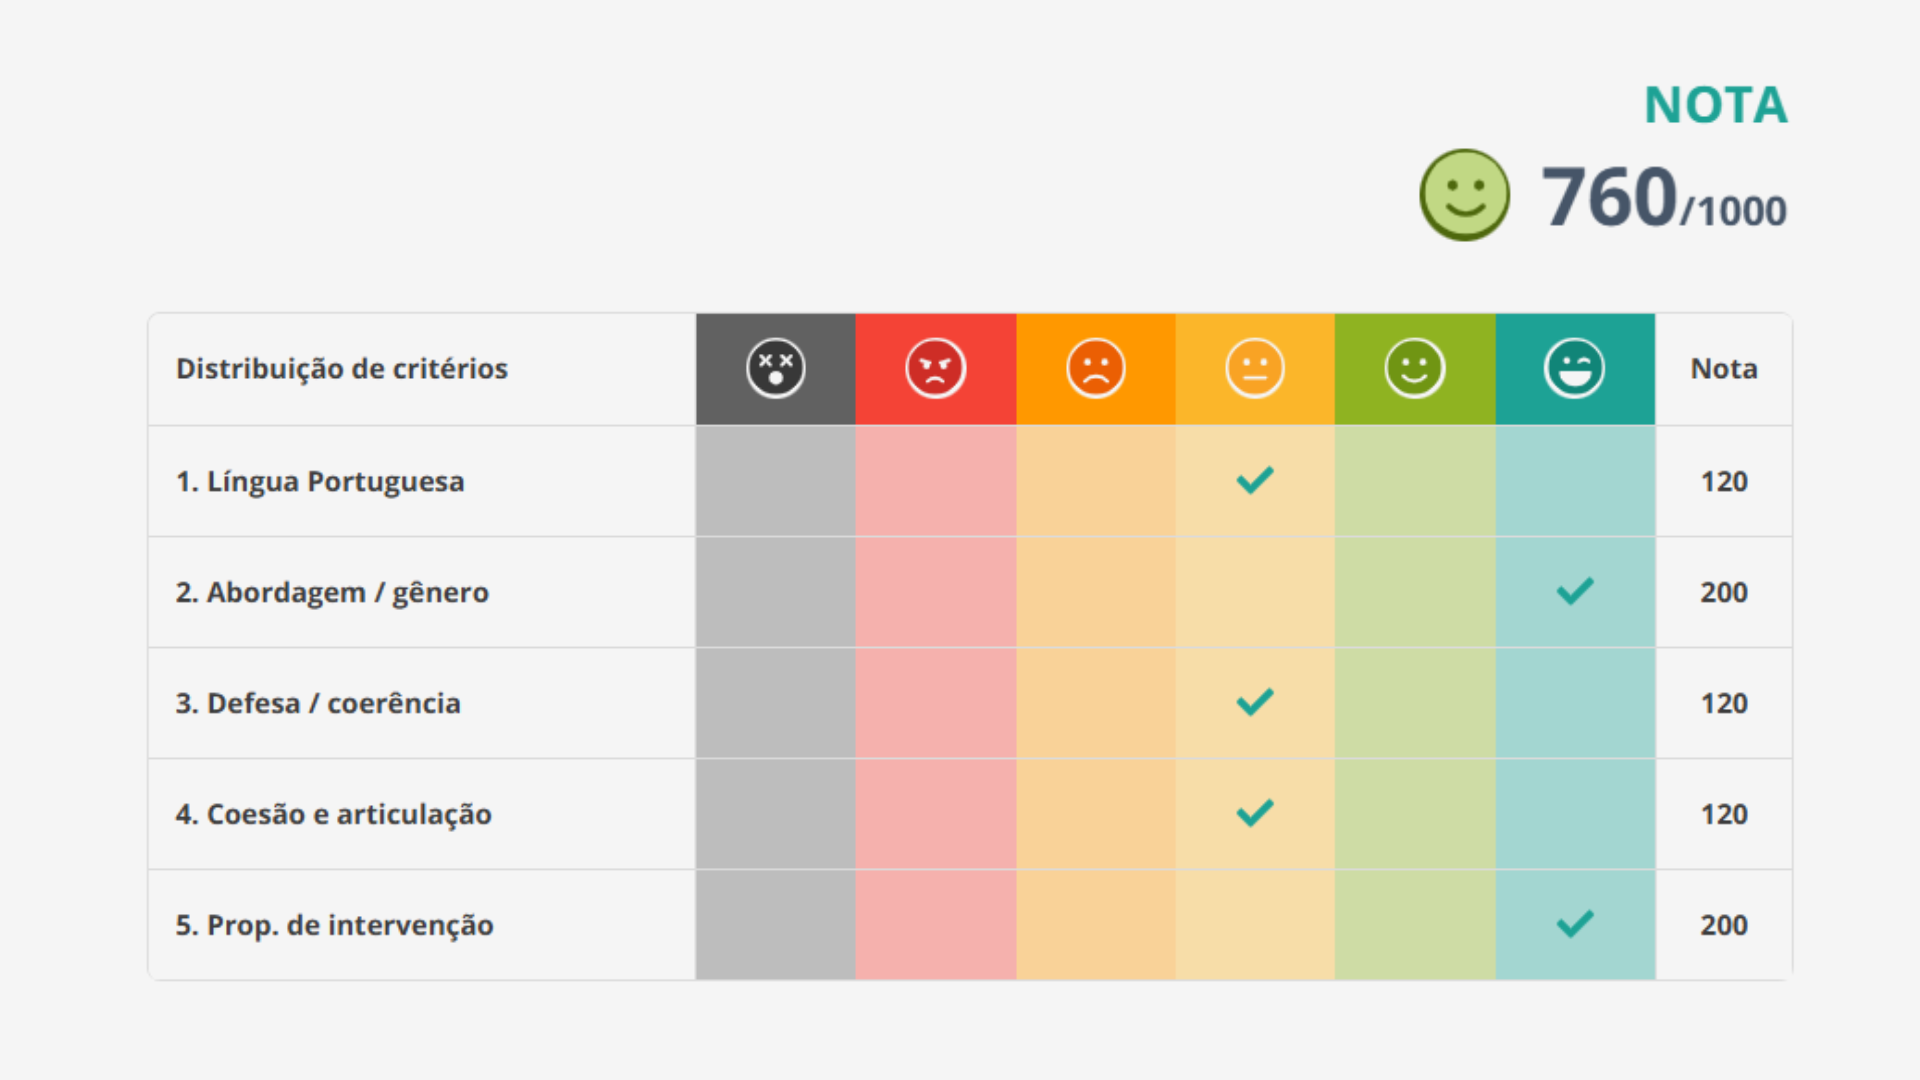 NOTA
760/1000
Distribuição de critérios Nota
1. Língua Portuguesa 120
2. Abordagem / gênero 200
3. Defesa / coerência 120
4. Coesão e articulação 120
5. Prop. de intervenção 200